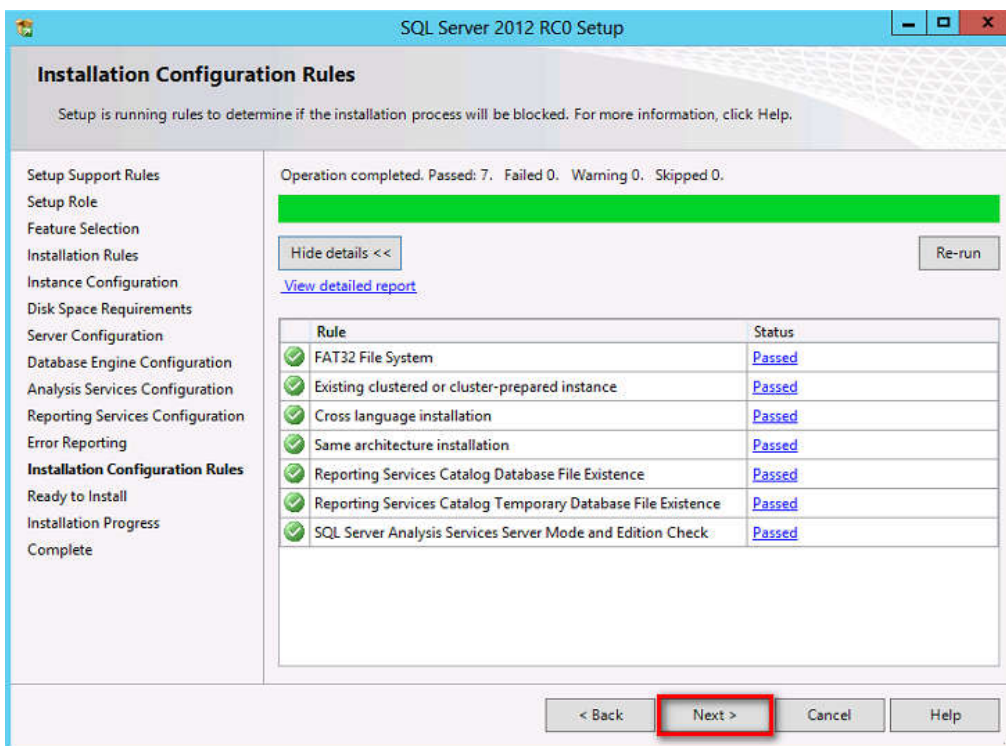 SQL Server 2012 RC0 Setup
Installation Configuration Rules
Setup is running rules to determine if the installation process will be blocked. For more information, click Help.
Setup Support Rules
Setup Role
Feature Selection
Installation Rules
Instance Configuration
Disk Space Requirements
Server Configuration
Database Engine Configuration
Analysis Services Configuration
Reporting Services Configuration
Error Reporting
Installation Configuration Rules
Ready to Install
Installation Progress
Complete
Operation completed. Passed: 7.   Failed 0.   Warning 0.   Skipped 0.
Hide details <<
Re-run
View detailed report
Rule Status
FAT32 File System Passed
Existing clustered or cluster-prepared instance Passed
Cross language installation Passed
Same architecture installation Passed
Reporting Services Catalog Database File Existence Passed
Reporting Services Catalog Temporary Database File Existence Passed
SQL Server Analysis Services Server Mode and Edition Check Passed
< Back Next > Cancel Help